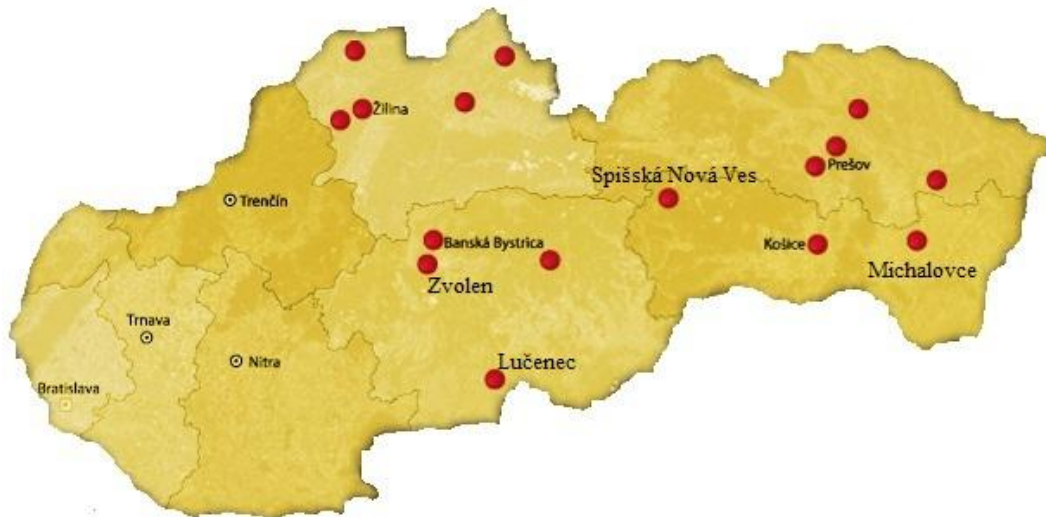 Žilina
Spišská Nová Ves
Prešov
Trenčín
Banská Bystrica
Košice
Michalovce
Zvolen
Trnava
Lučenec
Nitra
Bratislava